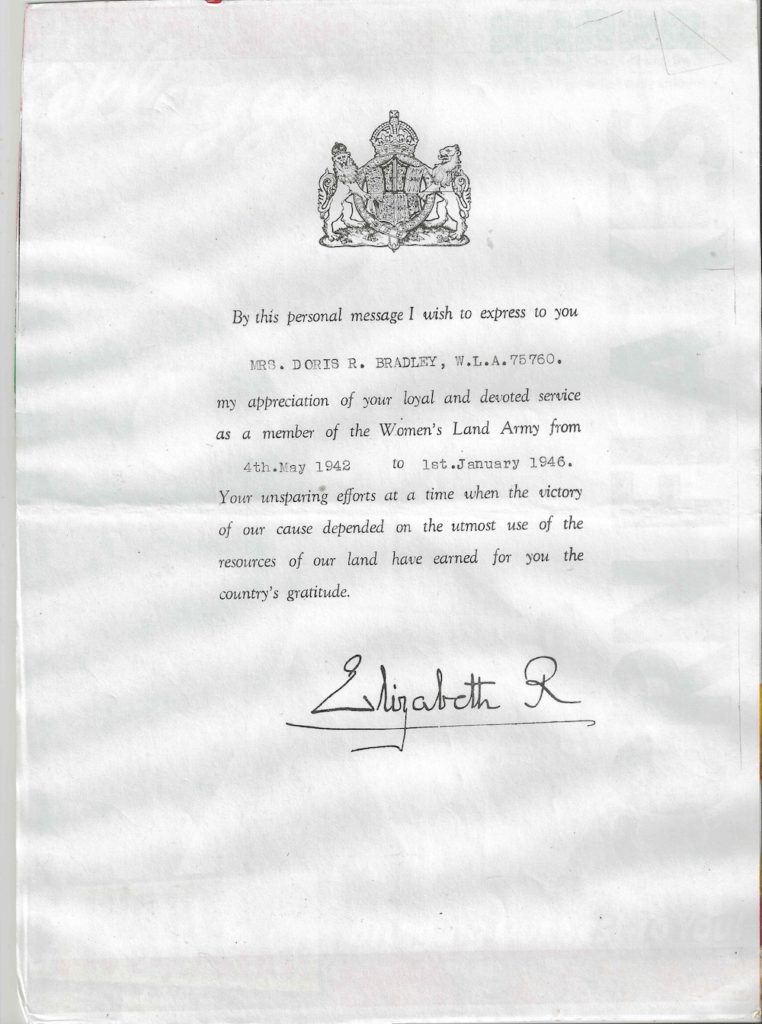 By this personal message I wish to express to you
MRS. DORIS R. BRADLEY, W.L.A.75760.
my appreciation of your loyal and devoted service
as a member of the Women's Land Army from
4th.May 1942 to 1st.January 1946.
Your unsparing efforts at a time when the victory
of our cause depended on the utmost use of the
resources of our land have earned for you the
country's gratitude.
Elizabeth R